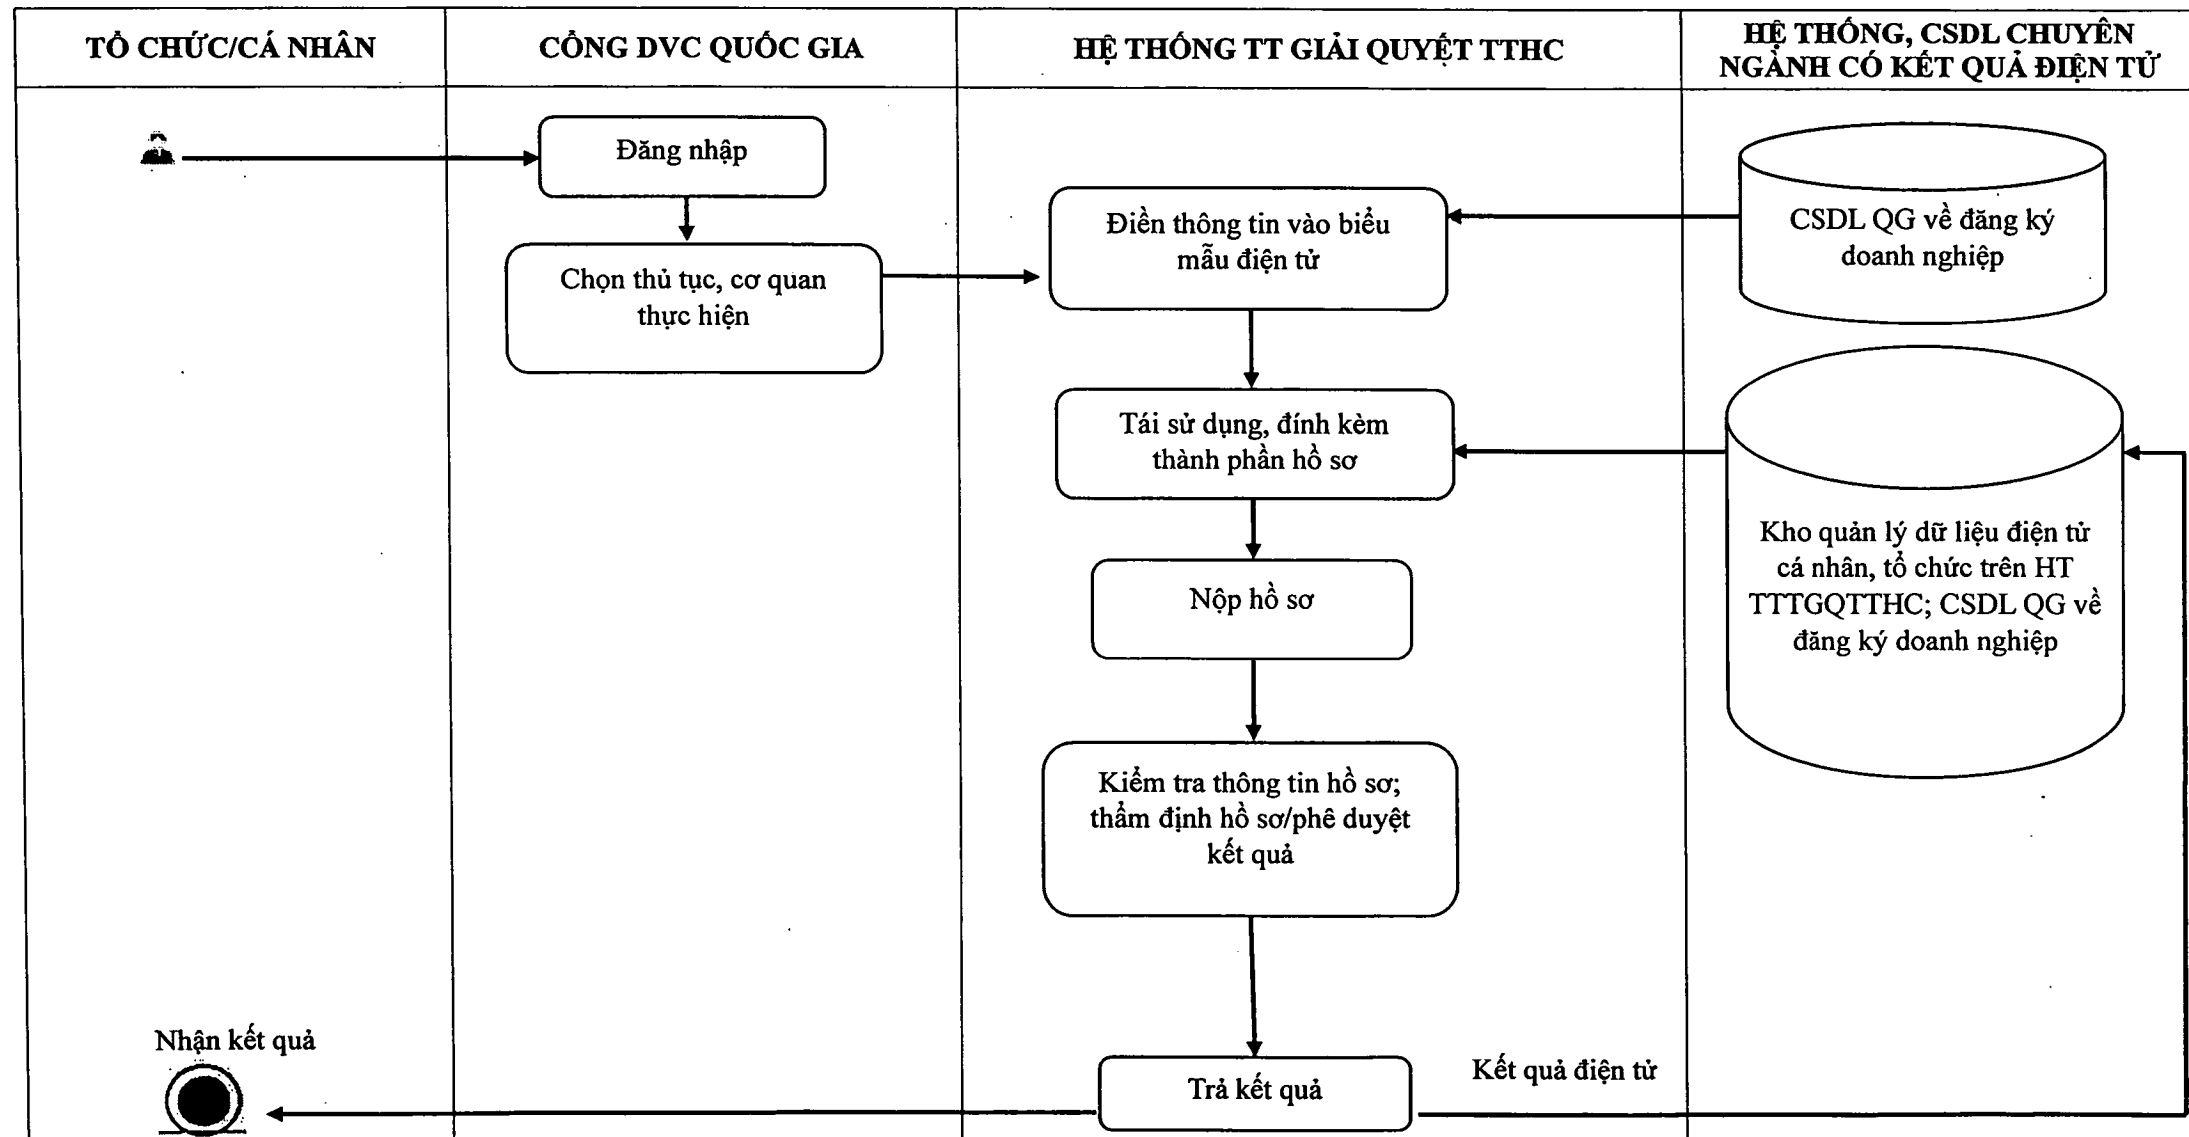 TỔ CHỨC/CÁ NHÂN
CỔNG DVC QUỐC GIA
HỆ THỐNG TT GIẢI QUYẾT TTHC
HỆ THỐNG, CSDL CHUYÊN
NGÀNH CÓ KẾT QUẢ ĐIỆN TỬ
Đăng nhập
Chọn thủ tục, cơ quan
thực hiện
Điền thông tin vào biểu
mẫu điện tử
CSDL QG về đăng ký
doanh nghiệp
Tái sử dụng, đính kèm
thành phần hồ sơ
Kho quản lý dữ liệu điện tử
cá nhân, tổ chức trên HT
TTTGQTTHC; CSDL QG về
đăng ký doanh nghiệp
Nộp hồ sơ
Kiểm tra thông tin hồ sơ;
thẩm định hồ sơ/phê duyệt
kết quả
Nhận kết quả
Trả kết quả
Kết quả điện tử